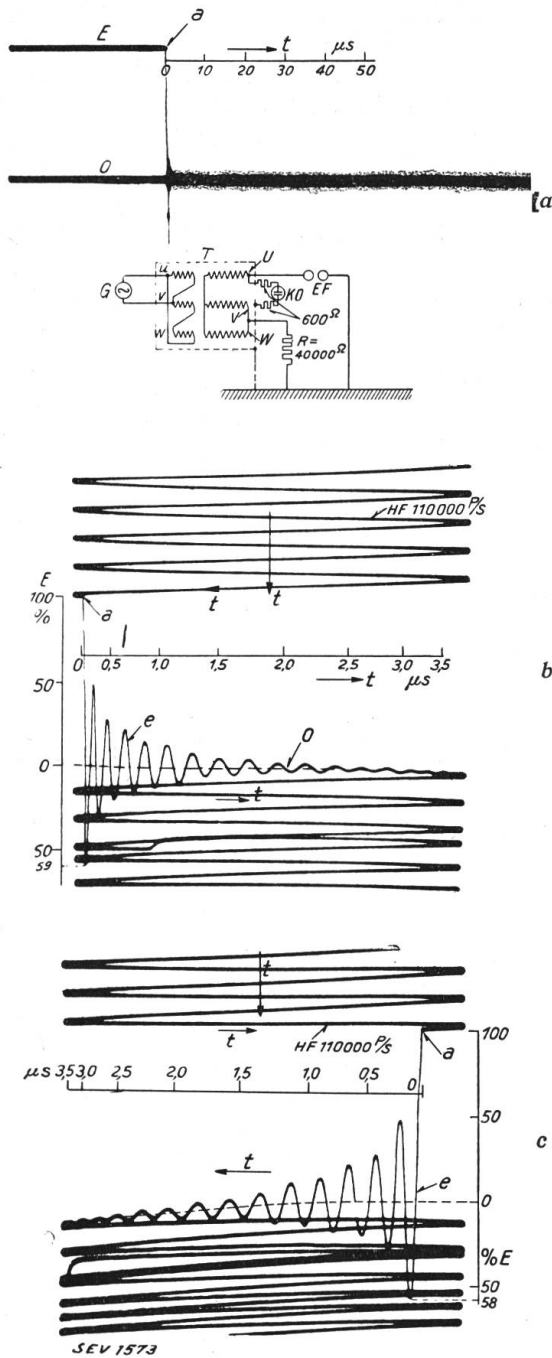 E
a
t
µs
0 10 20 30 40 50
0
a
T
u
U
G
v
KO
EF
V
600Ω
w
W
R=
40000Ω
HF 110000 P/S
E
100
%
a
t
t
0 0,5 1,0 2,0 2,5 3,0 3,5
t µs
b
50
e
0
0
t
50
59
t
t
HF 110000 P/S
a
100
µs 3,5 3,0 2,5 2,0 1,5 1,0 0,5 0
50
c
t
e
0
% E
50
58
SEV 1573